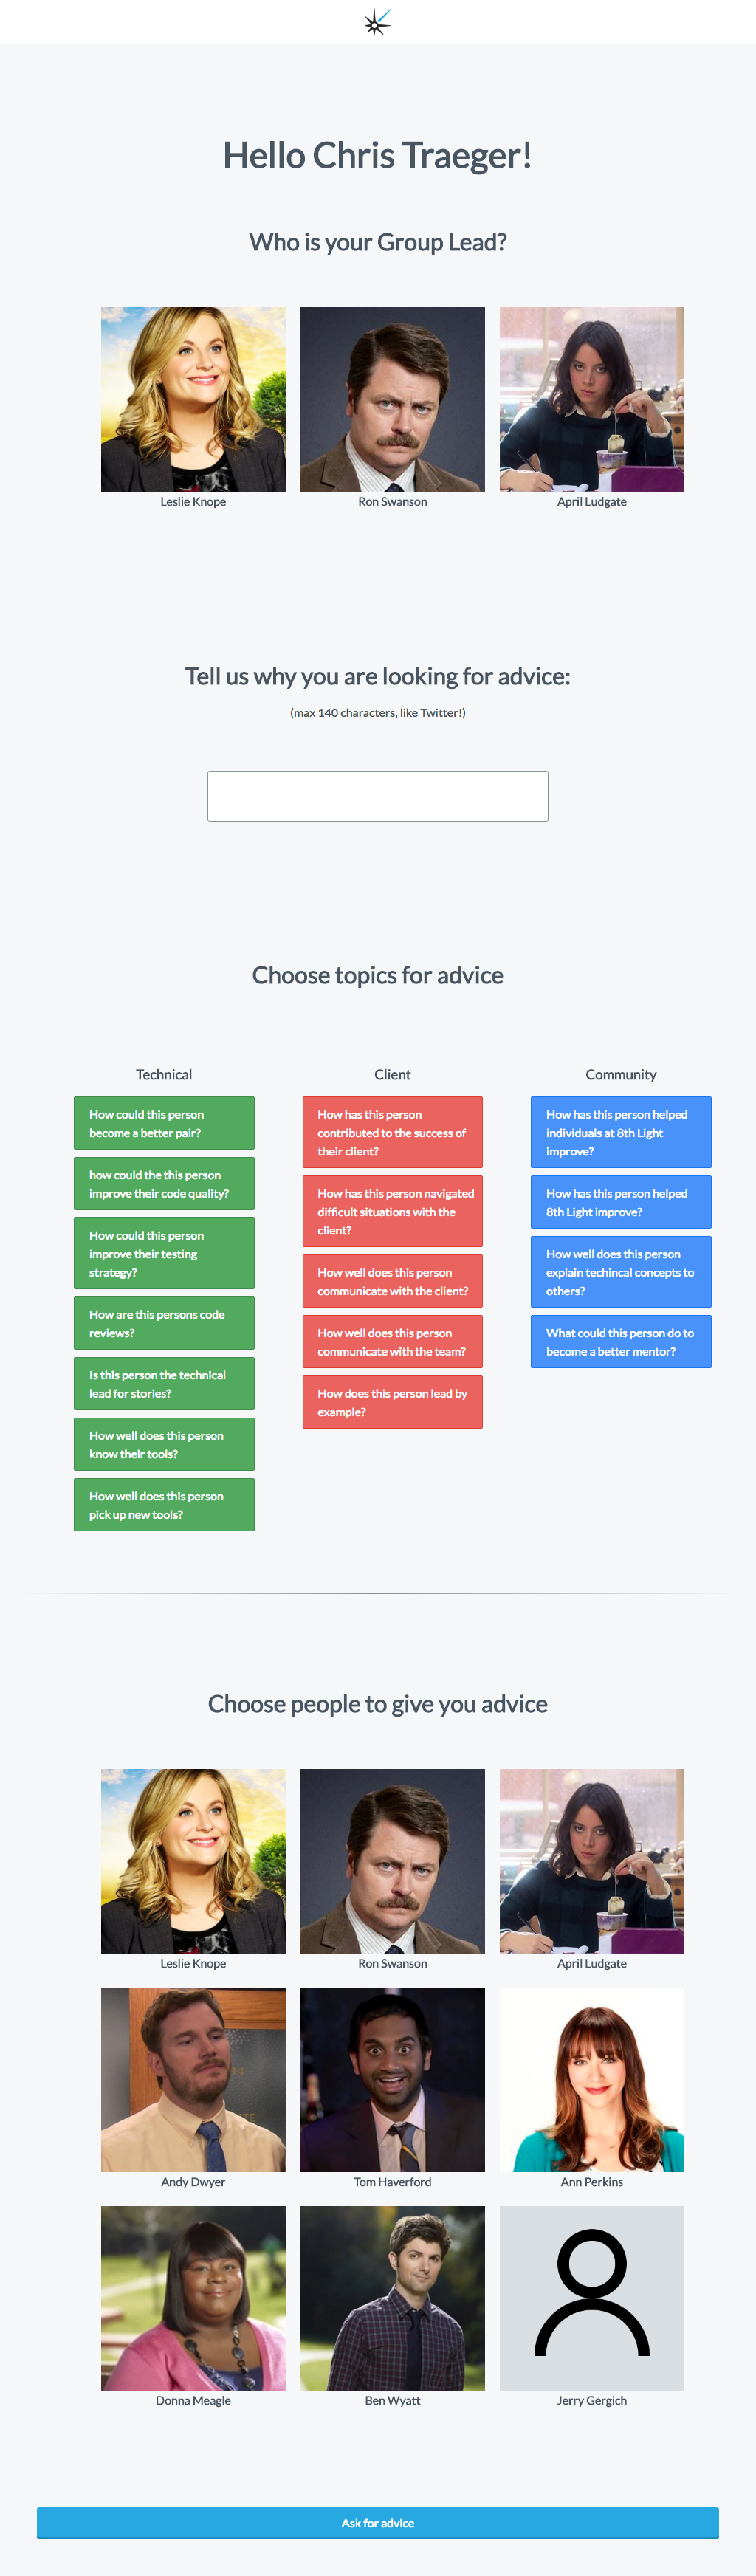 Hello Chris Traeger!
Who is your Group Lead?
Leslie Knope
Ron Swanson
April Ludgate
Tell us why you are looking for advice:
(max 140 characters, like Twitter!)
Choose topics for advice
Technical
How could this person
become a better pair?
how could the this person
improve their code quality?
How could this person
improve their testing
strategy?
How are this persons code
reviews?
Is this person the technical
lead for stories?
How well does this person
know their tools?
How well does this person
pick up new tools?
Client
How has this person
contributed to the success of
their client?
How has this person navigated
difficult situations with the
client?
How well does this person
communicate with the client?
How well does this person
communicate with the team?
How does this person lead by
example?
Community
How has this person helped
individuals at 8th Light
improve?
How has this person helped
8th Light improve?
How well does this person
explain techincal concepts to
others?
What could this person do to
become a better mentor?
Choose people to give you advice
Leslie Knope
Ron Swanson
April Ludgate
Andy Dwyer
Tom Haverford
Ann Perkins
Donna Meagle
Ben Wyatt
Jerry Gergich
Ask for advice